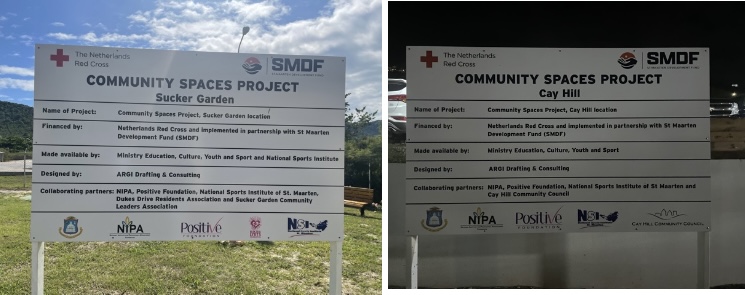 The Netherlands
Red Cross
SMDF
COMMUNITY SPACES PROJECT
Sucker Garden
Name of Project: Community Spaces Project, Sucker Garden location
Financed by: Netherlands Red Cross and implemented in partnership with St Maarten
Development Fund (SMDF)
Made available by: Ministry Education, Culture, Youth and Sport and National Sports Institute
Designed by: ARGI Drafting & Consulting
Collaborating partners: NIPA, Positive Foundation, National Sports Institute of St. Maarten,
Dukes Drive Residents Association and Sucker Garden Community
Leaders Association
NIPA
Positive
FOUNDATION
NSI
The Netherlands
Red Cross
SMDF
COMMUNITY SPACES PROJECT
Cay Hill
Name of Project: Community Spaces Project, Cay Hill location
Financed by: Netherlands Red Cross and implemented in partnership with St Maarten
Development Fund (SMDF)
Made available by: Ministry Education, Culture, Youth and Sport
Designed by: ARGI Drafting & Consulting
Collaborating partners: NIPA, Positive Foundation, National Sports Institute of St. Maarten and
Cay Hill Community Council
NIPA
Positive
FOUNDATION
NSI
CAY HILL COMMUNITY COUNCIL